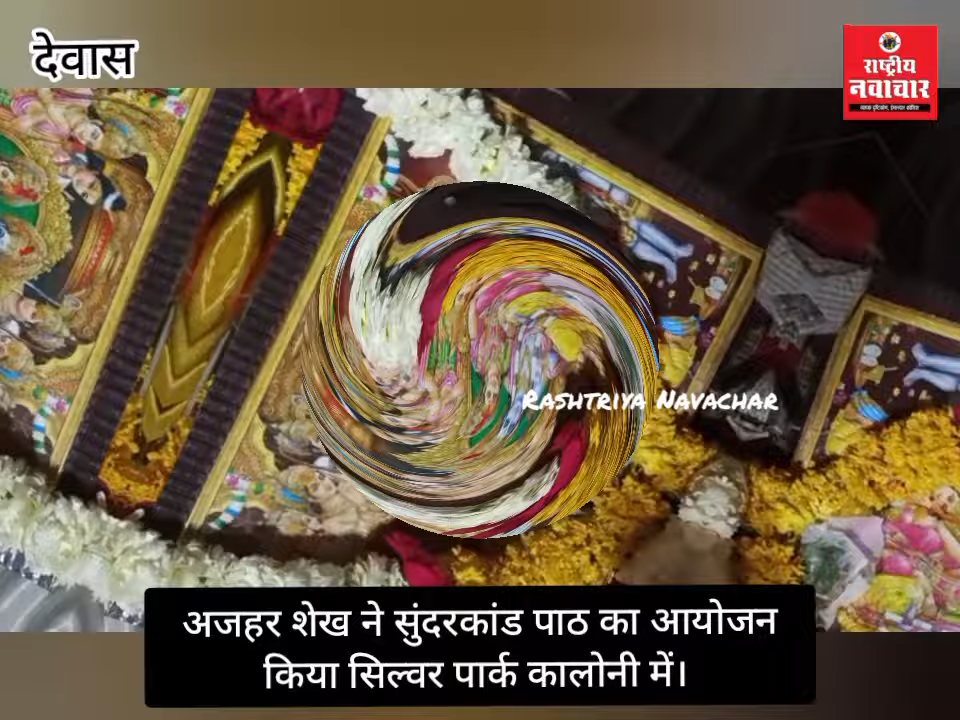 देवास
राष्ट्रीय
नवाचार
Rashtriya Navachar
अजहर शेख ने सुंदरकांड पाठ का आयोजन
किया सिल्वर पार्क कालोनी में।